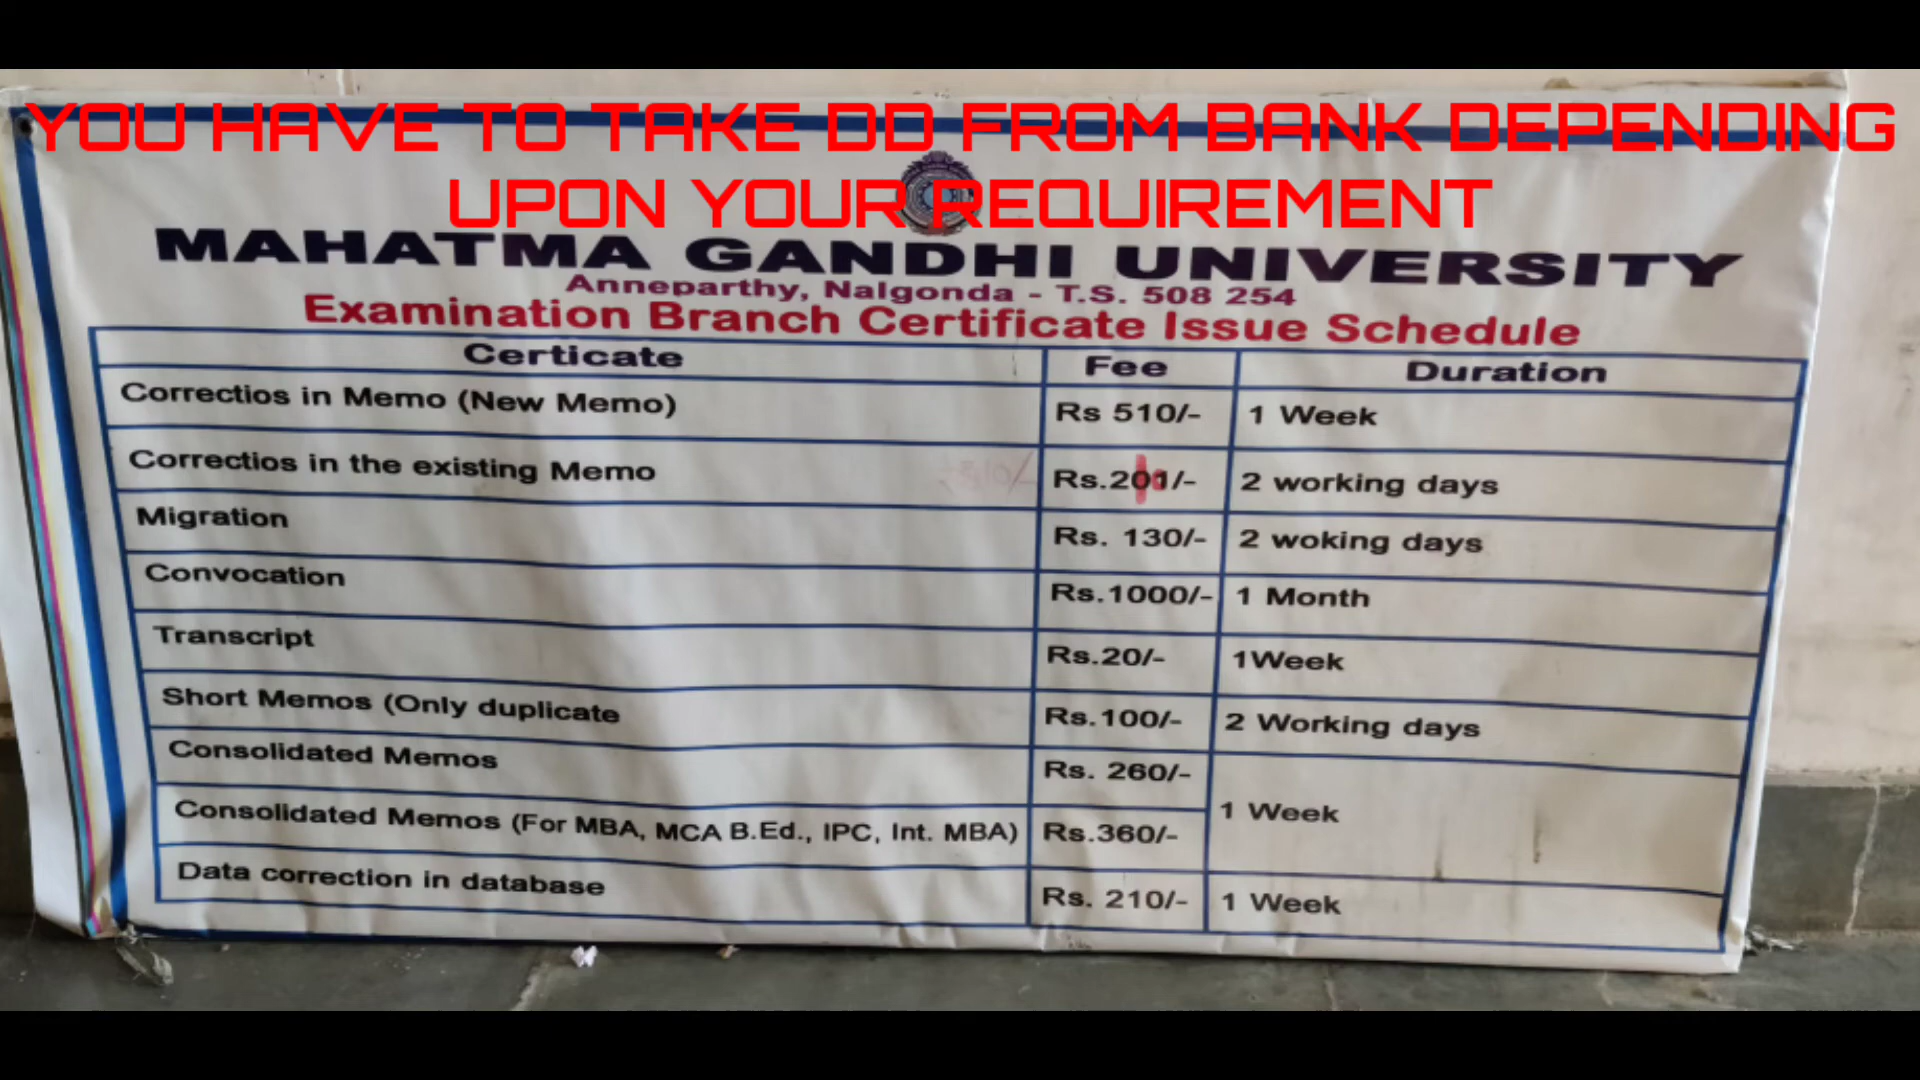 YOU HAVE TO TAKE DD FROM BANK DEPENDING
UPON YOUR REQUIREMENT
MAHATMA GANDHI UNIVERSITY
Anneparthy, Nalgonda - T.S. 508 254
Examination Branch Certificate Issue Schedule
Certicate Fee Duration
Correctios in Memo (New Memo) Rs 510/- 1 Week
Correctios in the existing Memo Rs.201/- 2 working days
Migration Rs. 130/- 2 woking days
Convocation Rs.1000/- 1 Month
Transcript Rs.20/- 1Week
Short Memos (Only duplicate Rs.100/- 2 Working days
Consolidated Memos Rs. 260/-
1 Week
Consolidated Memos (For MBA, MCA B.Ed., IPC, Int. MBA) Rs.360/-
Data correction in database Rs. 210/- 1 Week